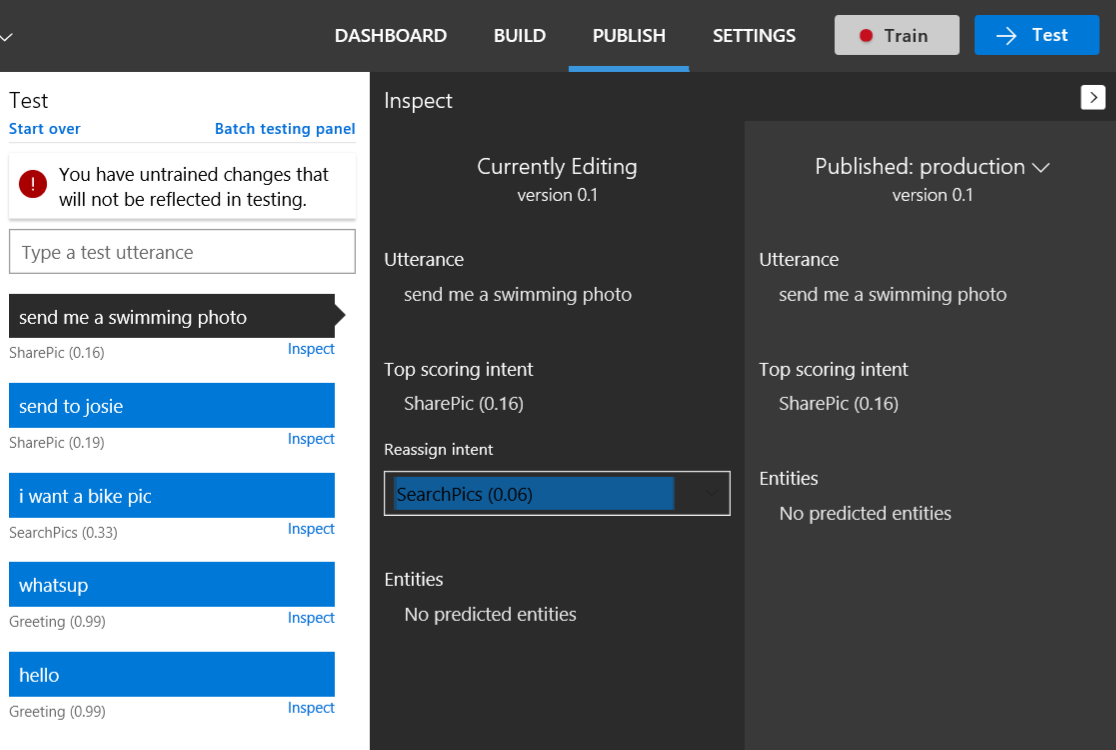 DASHBOARD BUILD PUBLISH SETTINGS Train Test
Test
Start over Batch testing panel
You have untrained changes that
will not be reflected in testing.
Type a test utterance
send me a swimming photo
SharePic (0.16) Inspect
send to josie
SharePic (0.19) Inspect
i want a bike pic
SearchPics (0.33) Inspect
whatsup
Greeting (0.99) Inspect
hello
Greeting (0.99) Inspect
Inspect
Currently Editing
version 0.1
Utterance
send me a swimming photo
Top scoring intent
SharePic (0.16)
Reassign intent
SearchPics (0.06)
Entities
No predicted entities
Published: production
version 0.1
Utterance
send me a swimming photo
Top scoring intent
SharePic (0.16)
Entities
No predicted entities